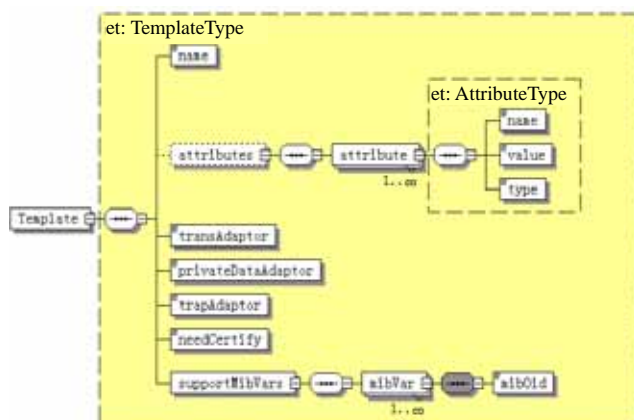 et: TemplateType
name
et: AttributeType
name
attributes
attribute
value
1..∞
type
Template
transAdaptor
privateDataAdaptor
trapAdaptor
needCertify
supportMibVars
mibVar
mibOid
1..∞